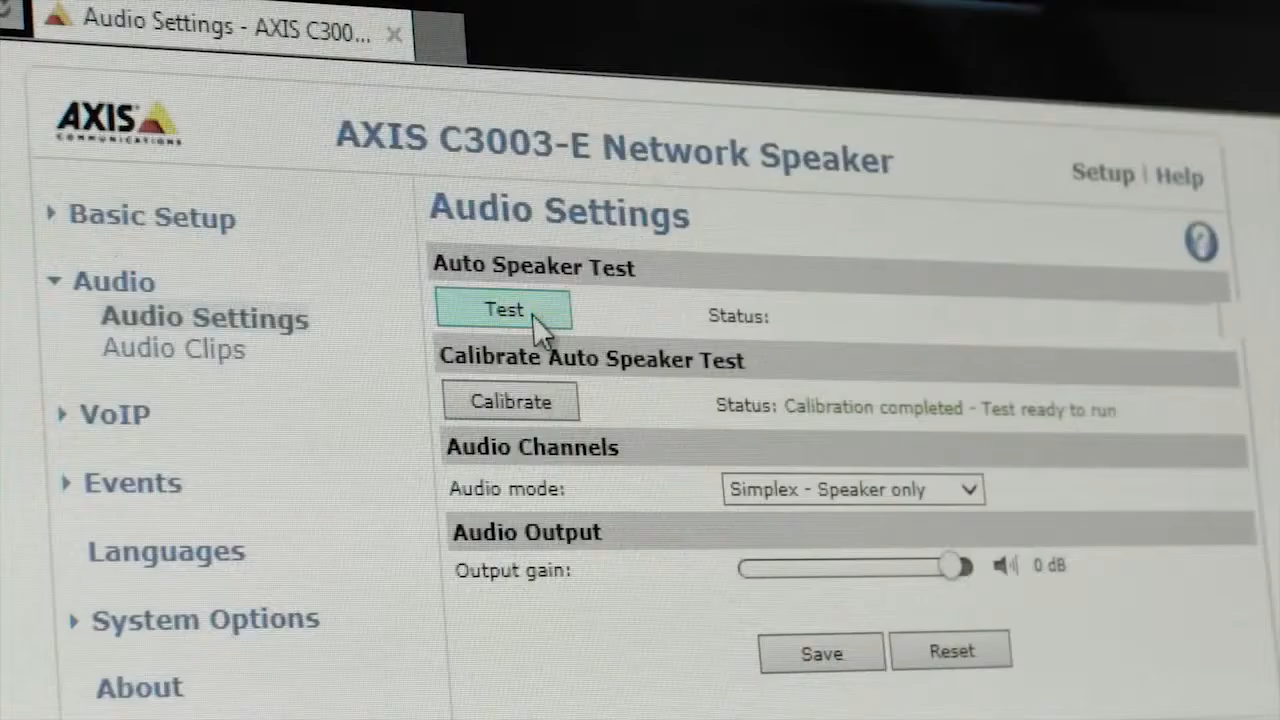 Audio Settings - AXIS C300...
AXIS
COMMUNICATIONS
AXIS C3003-E Network Speaker
Setup | Help
Basic Setup
Audio
Audio Settings
Audio Clips
VoIP
Events
Languages
System Options
About
Audio Settings
Auto Speaker Test
Test
Status:
Calibrate Auto Speaker Test
Calibrate
Status: Calibration completed - Test ready to run
Audio Channels
Audio mode:
Simplex - Speaker only
Audio Output
Output gain:
0 dB
Save
Reset